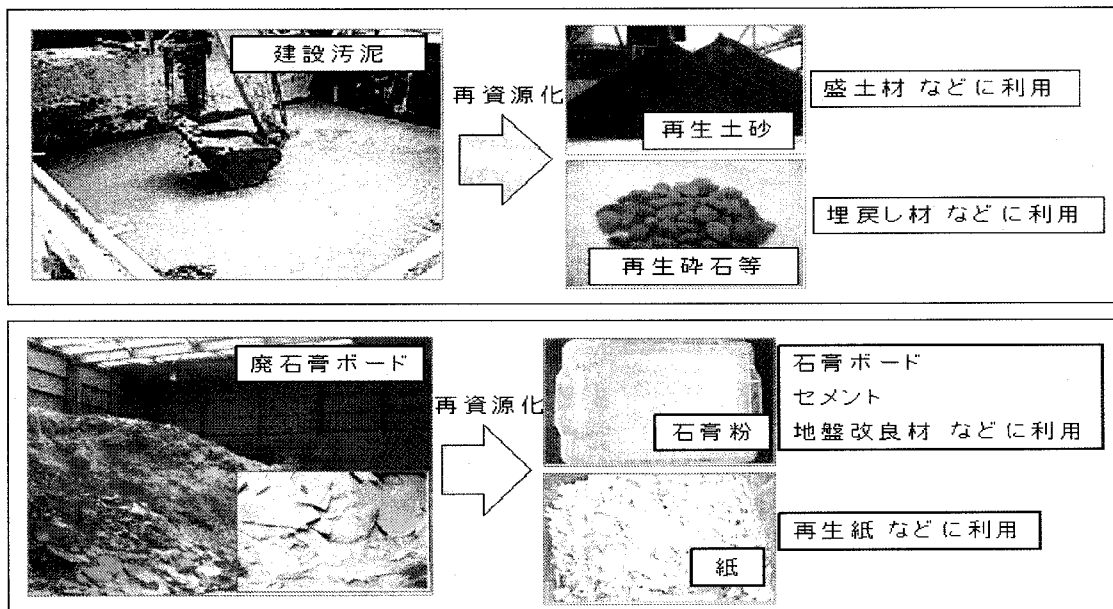 建設汚泥
再資源化
再生土砂
盛土材 などに利用
再生砕石等
埋戻し材 などに利用
廃石膏ボード
再資源化
石膏粉
石膏ボード
セメント
地盤改良材 などに利用
紙
再生紙 などに利用